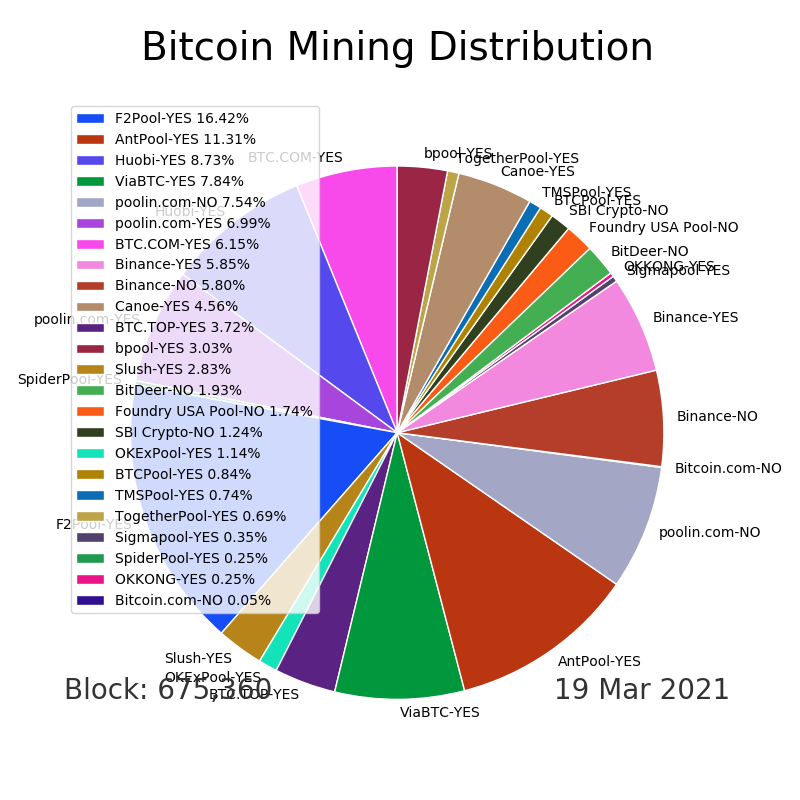 Bitcoin Mining Distribution
F2Pool-YES 16.42%
AntPool-YES 11.31%
Huobi-YES 8.73%
ViaBTC-YES 7.84%
poolin.com-NO 7.54%
poolin.com-YES 6.99%
BTC.COM-YES 6.15%
Binance-YES 5.85%
Binance-NO 5.80%
Canoe-YES 4.56%
BTC.TOP-YES 3.72%
bpool-YES 3.03%
Slush-YES 2.83%
BitDeer-NO 1.93%
Foundry USA Pool-NO 1.74%
SBI Crypto-NO 1.24%
OKExPool-YES 1.14%
BTCPool-YES 0.84%
TMSPool-YES 0.74%
TogetherPool-YES 0.69%
Sigmapool-YES 0.35%
SpiderPool-YES 0.25%
OKKONG-YES 0.25%
Bitcoin.com-NO 0.05%
BTC.COM-YES
Huobi-YES
poolin.com-YES
SpiderPool-YES
F2Pool-YES
Slush-YES
OKExPool-YES
BTC.TOP-YES
ViaBTC-YES
AntPool-YES
poolin.com-NO
Bitcoin.com-NO
Binance-NO
Binance-YES
Sigmapool-YES
OKKONG-YES
BitDeer-NO
Foundry USA Pool-NO
SBI Crypto-NO
BTCPool-YES
TMSPool-YES
Canoe-YES
TogetherPool-YES
bpool-YES
Block: 675,360
19 Mar 2021